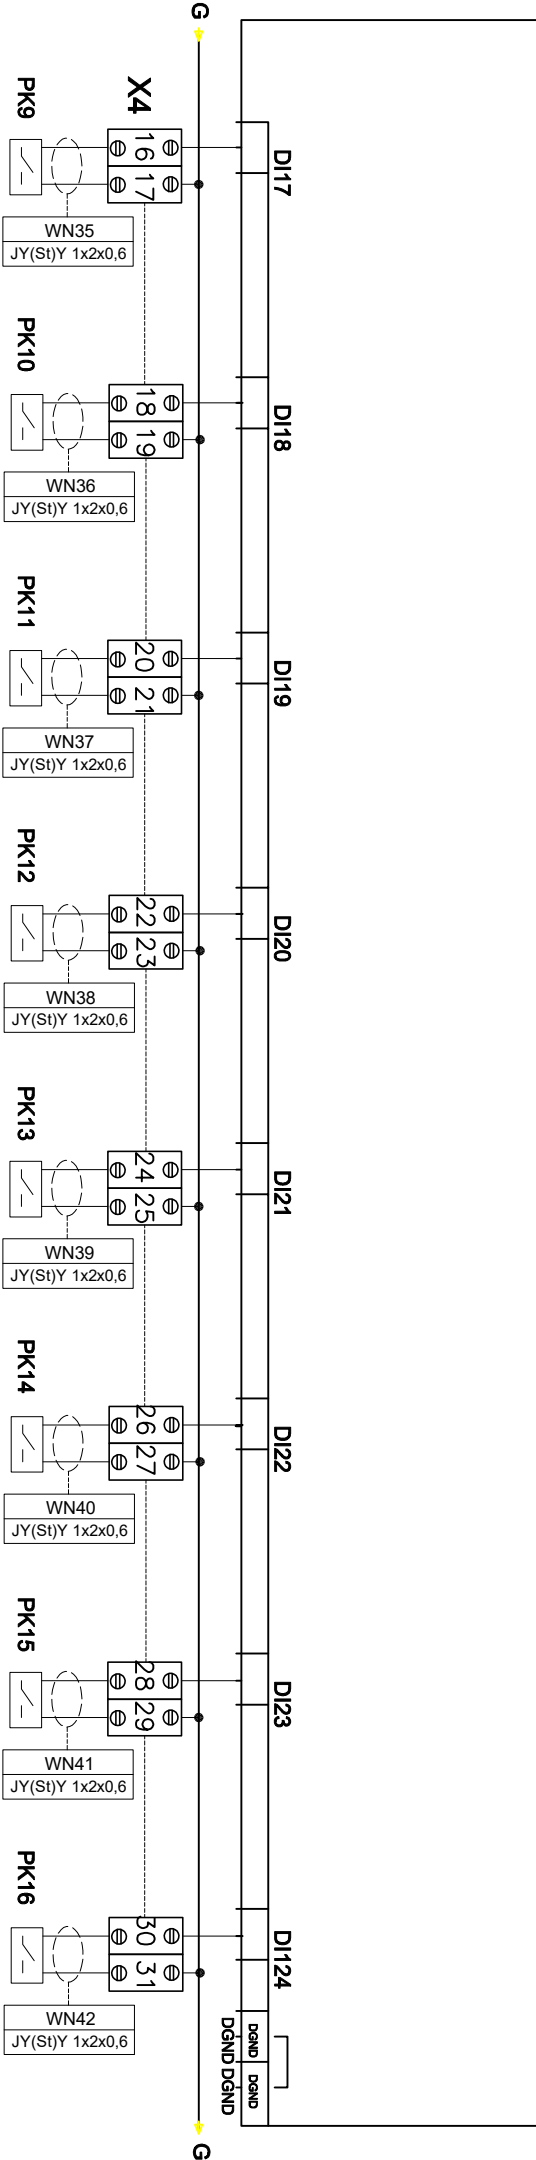 G
X4
PK9
16
17
DI17
WN35
JY(St)Y 1x2x0,6
PK10
18
19
DI18
WN36
JY(St)Y 1x2x0,6
PK11
20
21
DI19
WN37
JY(St)Y 1x2x0,6
PK12
22
23
DI20
WN38
JY(St)Y 1x2x0,6
PK13
24
25
DI21
WN39
JY(St)Y 1x2x0,6
PK14
26
27
DI22
WN40
JY(St)Y 1x2x0,6
PK15
28
29
DI23
WN41
JY(St)Y 1x2x0,6
PK16
30
31
DI124
WN42
JY(St)Y 1x2x0,6
DGND
DGND
DGND DGND
G